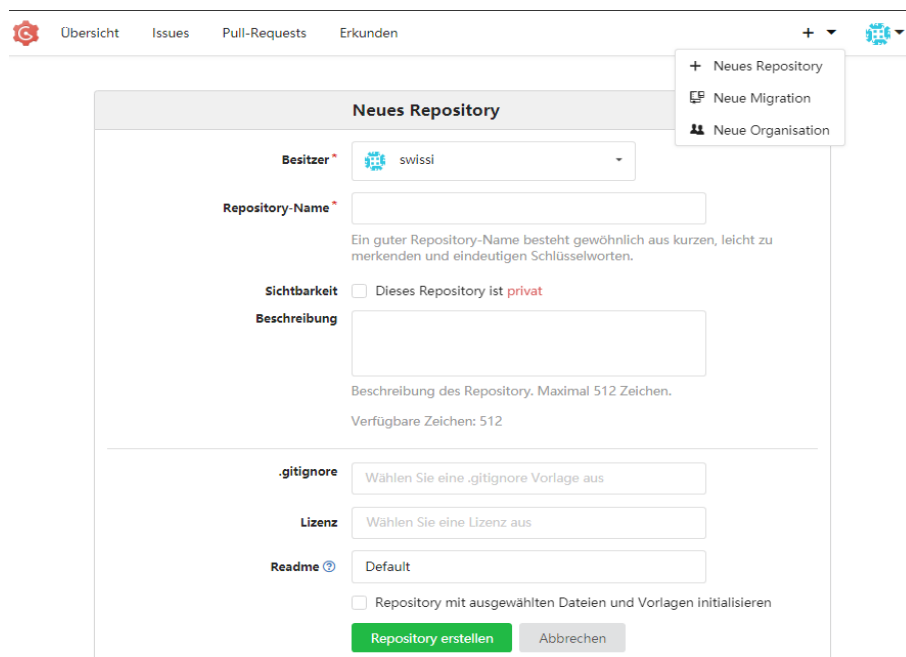 Übersicht Issues Pull-Requests Erkunden
+ Neues Repository
Neue Migration
Neue Organisation
Neues Repository
Besitzer* swissi
Repository-Name*
Ein guter Repository-Name besteht gewöhnlich aus kurzen, leicht zu
merkenden und eindeutigen Schlüsselworten.
Sichtbarkeit Dieses Repository ist privat
Beschreibung
Beschreibung des Repository. Maximal 512 Zeichen.
Verfügbare Zeichen: 512
.gitignore Wählen Sie eine .gitignore Vorlage aus
Lizenz Wählen Sie eine Lizenz aus
Readme Default
Repository mit ausgewählten Dateien und Vorlagen initialisieren
Repository erstellen Abbrechen